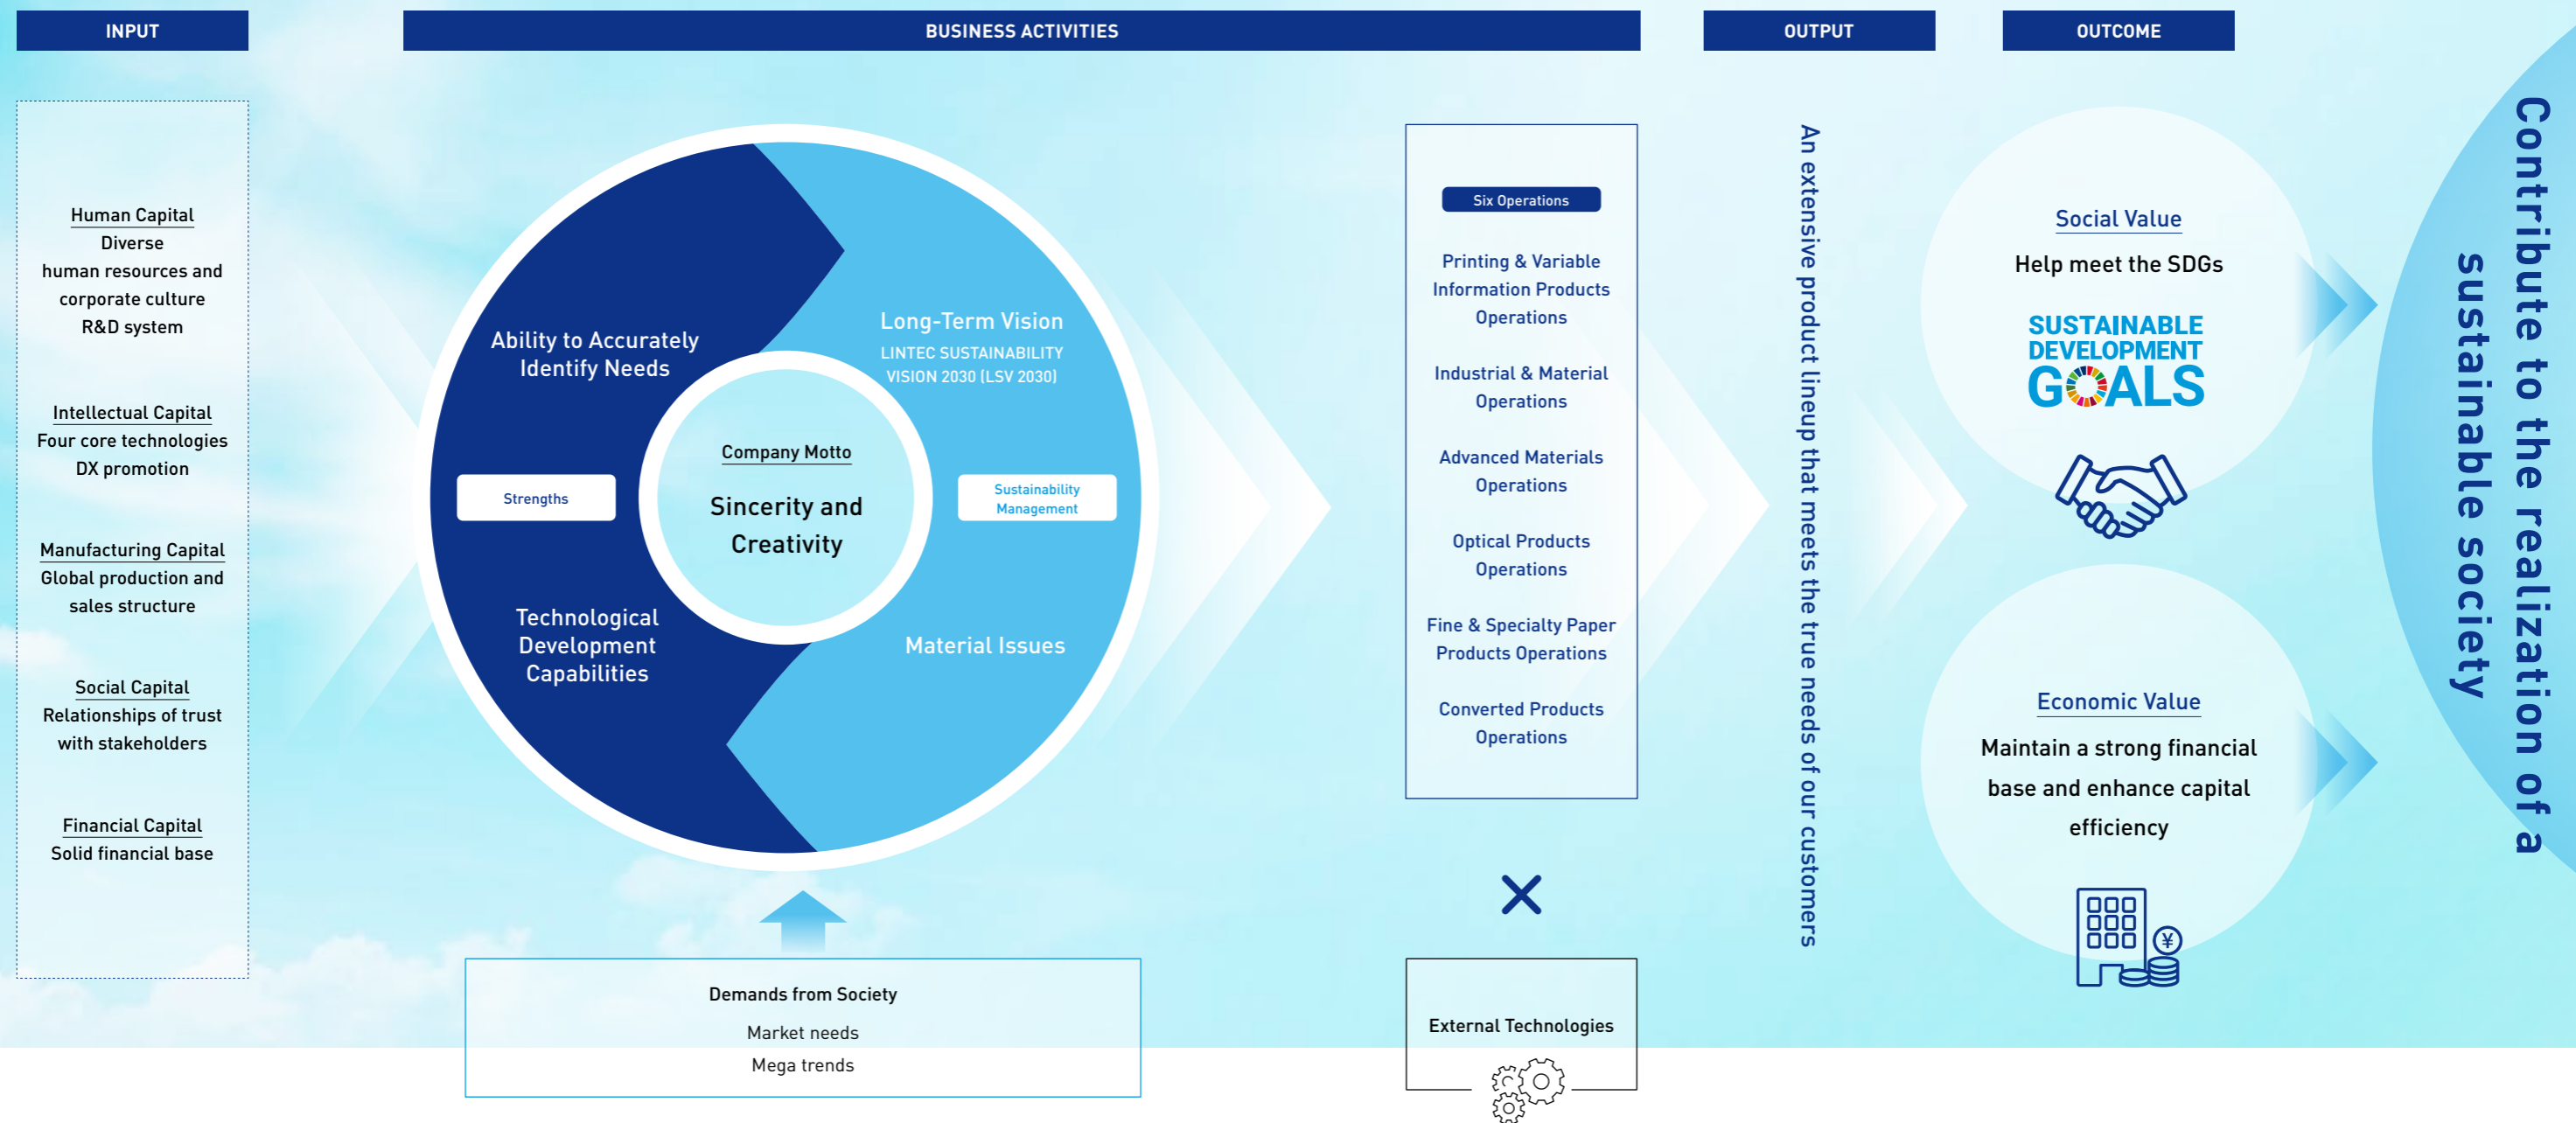 INPUT
BUSINESS ACTIVITIES
OUTPUT
OUTCOME
Human Capital
Diverse
human resources and
corporate culture
R&D system
Intellectual Capital
Four core technologies
DX promotion
Manufacturing Capital
Global production and
sales structure
Social Capital
Relationships of trust
with stakeholders
Financial Capital
Solid financial base
Ability to Accurately
Identify Needs
Strengths
Technological
Development
Capabilities
Company Motto
Sincerity and
Creativity
Long-Term Vision
LINTEC SUSTAINABILITY
VISION 2030 (LSV 2030)
Sustainability
Management
Material Issues
Demands from Society
Market needs
Mega trends
Six Operations
Printing & Variable
Information Products
Operations
Industrial & Material
Operations
Advanced Materials
Operations
Optical Products
Operations
Fine & Specialty Paper
Products Operations
Converted Products
Operations
External Technologies
An extensive product lineup that meets the true needs of our customers
Social Value
Help meet the SDGs
SUSTAINABLE
DEVELOPMENT
GOALS
Economic Value
Maintain a strong financial
base and enhance capital
efficiency
¥
Contribute to the realization of a
sustainable society